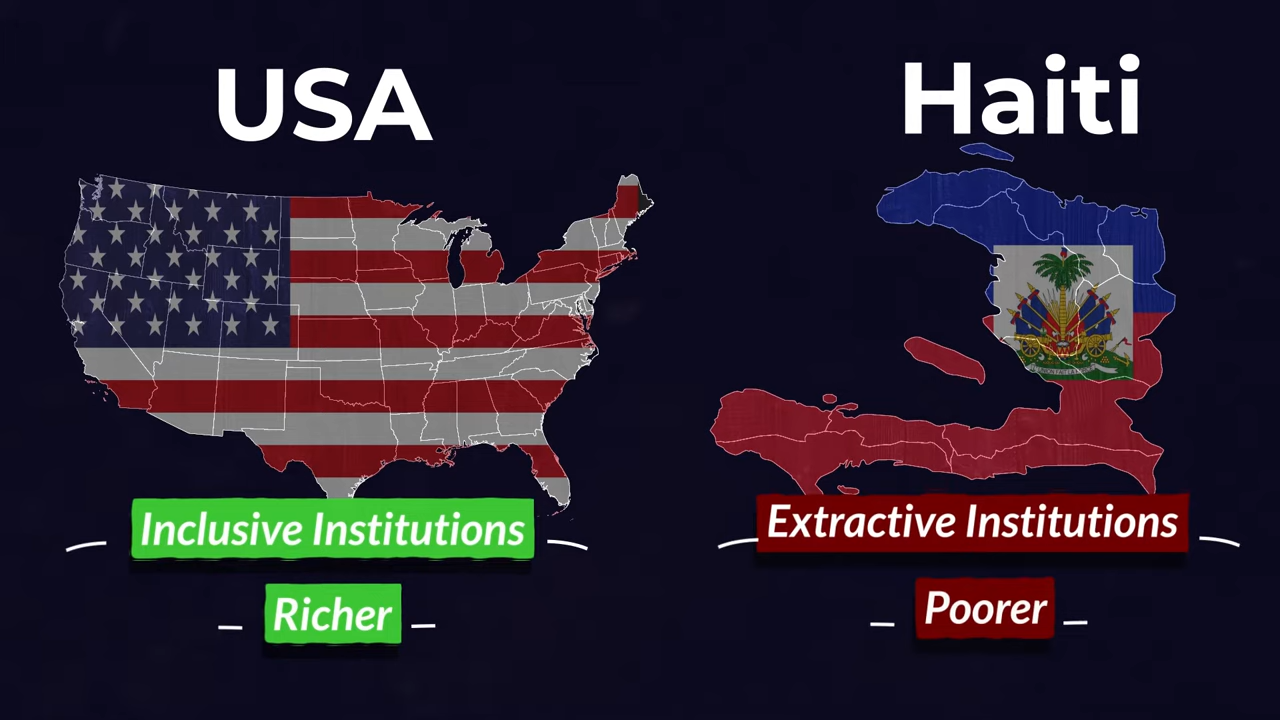 USA
Haiti
Inclusive Institutions
Extractive Institutions
Richer
Poorer